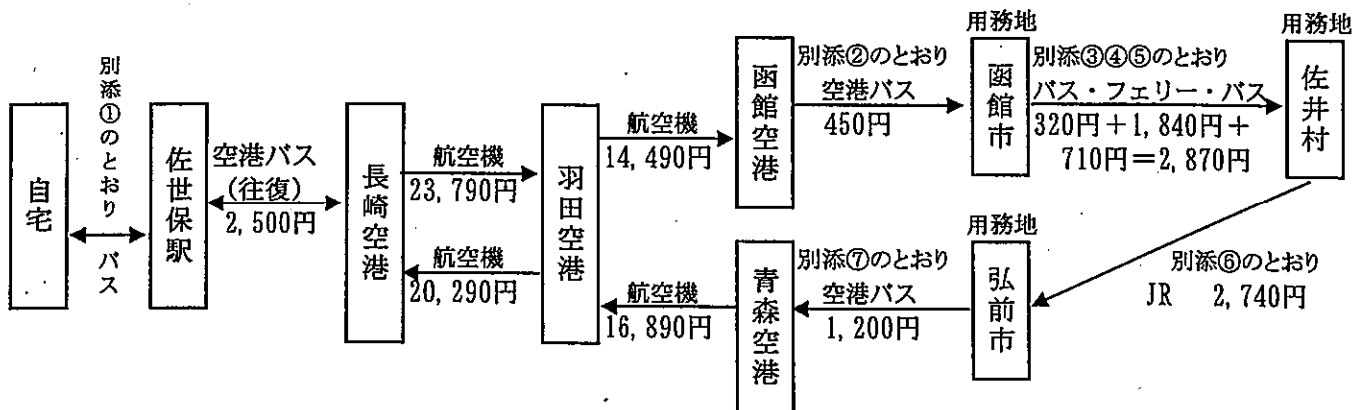 自宅
別添①のとおり
バス
佐世保駅
空港バス
(往復)
2,500円
長崎空港
航空機
23,790円
航空機
20,290円
羽田空港
航空機
14,490円
函館空港
別添②のとおり
空港バス
450円
用務地
函館市
別添③④⑤のとおり
バス・フェリー・バス
320円+1,840円+
710円=2,870円
用務地
佐井村
別添⑥のとおり
JR 2,740円
用務地
弘前市
別添⑦のとおり
空港バス
1,200円
青森空港
航空機
16,890円